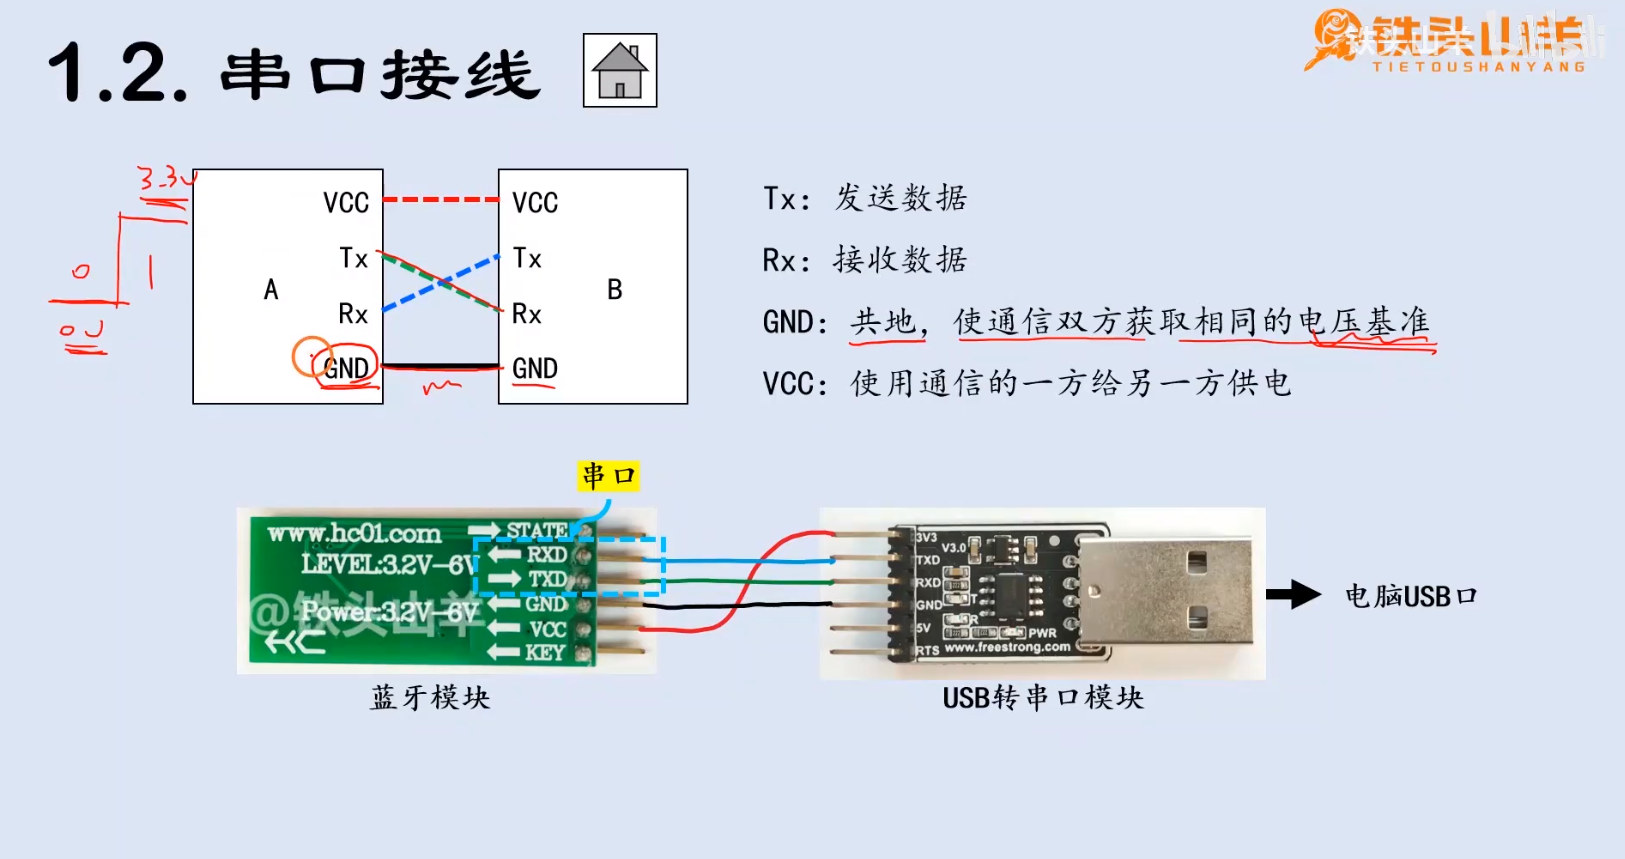 铁头山羊
TIETOUSHANYANG
1.2. 串口接线
3.3V
0
1
0V
VCC
Tx
A
Rx
GND
VCC
Tx
B
Rx
GND
Tx: 发送数据
Rx: 接收数据
GND: 共地，使通信双方获取相同的电压基准
VCC: 使用通信的一方给另一方供电
串口
www.hc01.com
LEVEL:3.2V-6V
Power:3.2V-6V
@铁头山羊
STATE
RXD
TXD
GND
VCC
KEY
蓝牙模块
3V3
TXD
RXD
GND
5V
RTS
V3.0
T
R
PWR
www.freestrong.com
USB转串口模块
电脑USB口